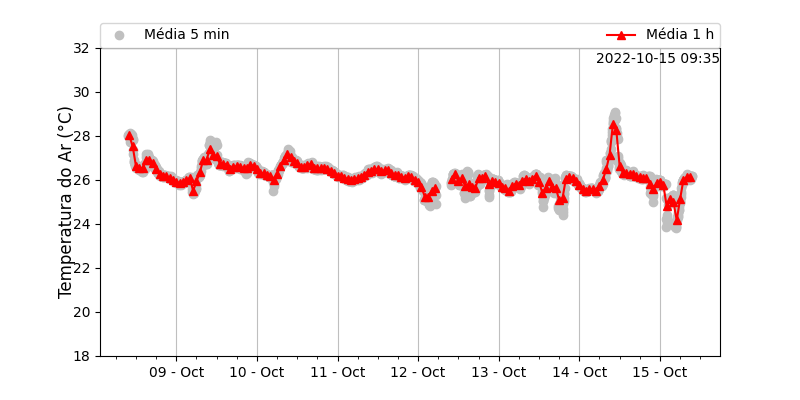 Média 5 min
Média 1 h
2022-10-15 09:35
Temperatura do Ar (°C)
32
30
28
26
24
22
20
18
09 - Oct
10 - Oct
11 - Oct
12 - Oct
13 - Oct
14 - Oct
15 - Oct